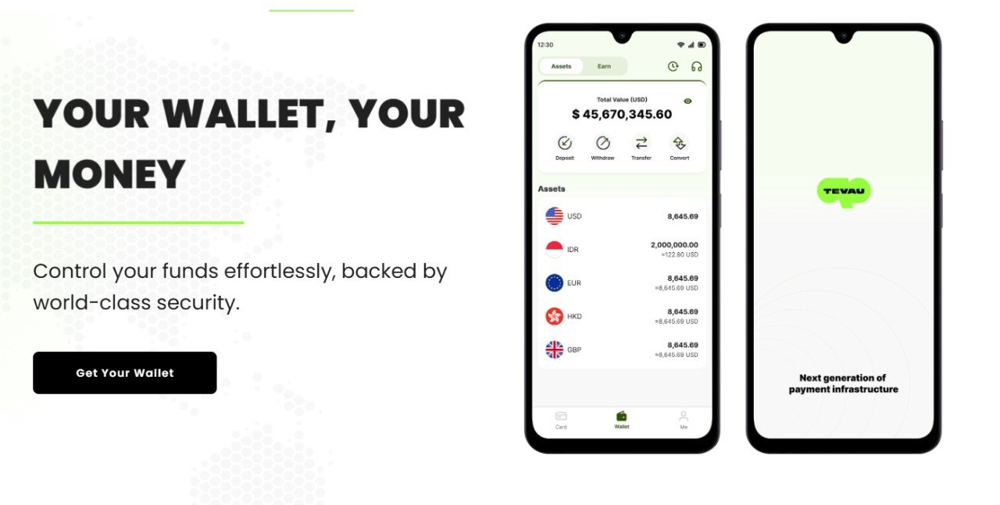 YOUR WALLET, YOUR
MONEY
Control your funds effortlessly, backed by
world-class security.
Get Your Wallet
12:30
Assets
Earn
Total Value (USD)
$ 45,670,345.60
Deposit
Withdraw
Transfer
Convert
Assets
USD 8,645.69
IDR 2,000,000.00
≈122.80 USD
EUR 8,645.69
≈8,645.69 USD
HKD 8,645.69
≈8,645.69 USD
GBP 8,645.69
≈8,645.69 USD
Card
Wallet
Me
TEVAU
Next generation of
payment infrastructure